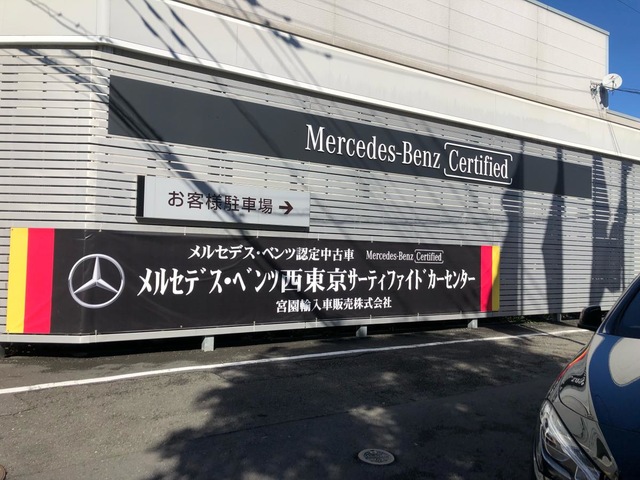 Mercedes-Benz Certified
お客様駐車場→
メルセデス・ベンツ認定中古車 Mercedes-Benz Certified
メルセデス・ベンツ西東京サーティファイドカーセンター
宮園輸入車販売株式会社